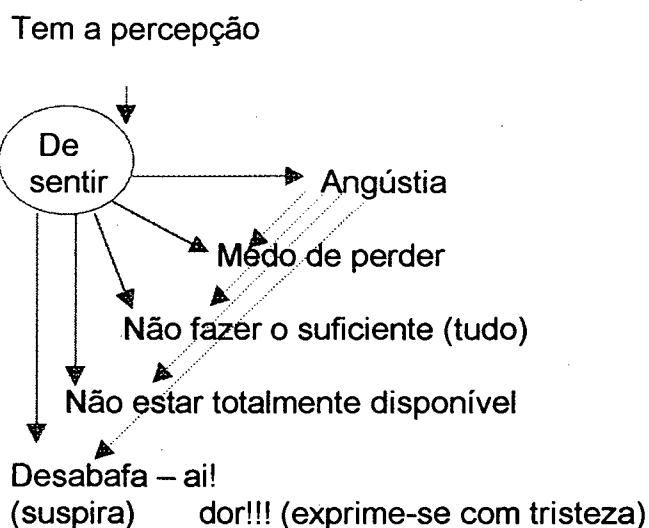 Tem a percepção
De
sentir
Angústia
Medo de perder
Não fazer o suficiente (tudo)
Não estar totalmente disponível
Desabafa – ai!
(suspira) dor!!! (exprime-se com tristeza)